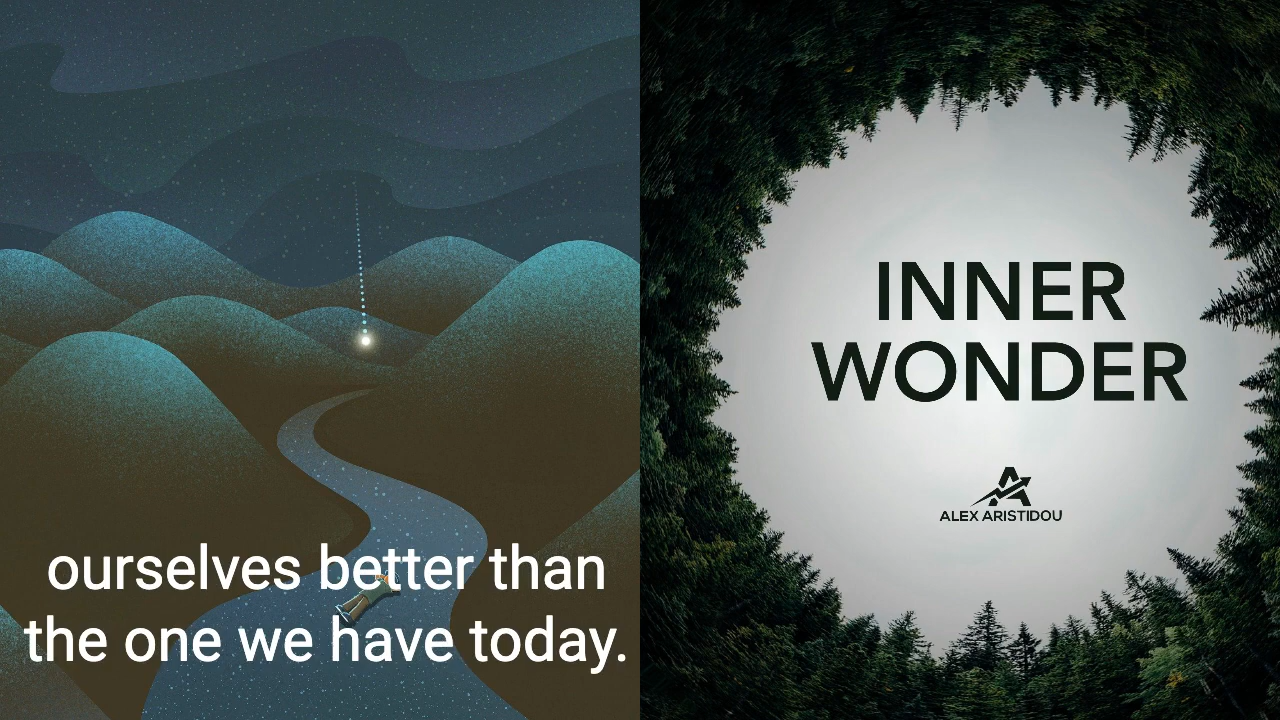 ourselves better than
the one we have today.
INNER
WONDER
ALEX ARISTIDOU